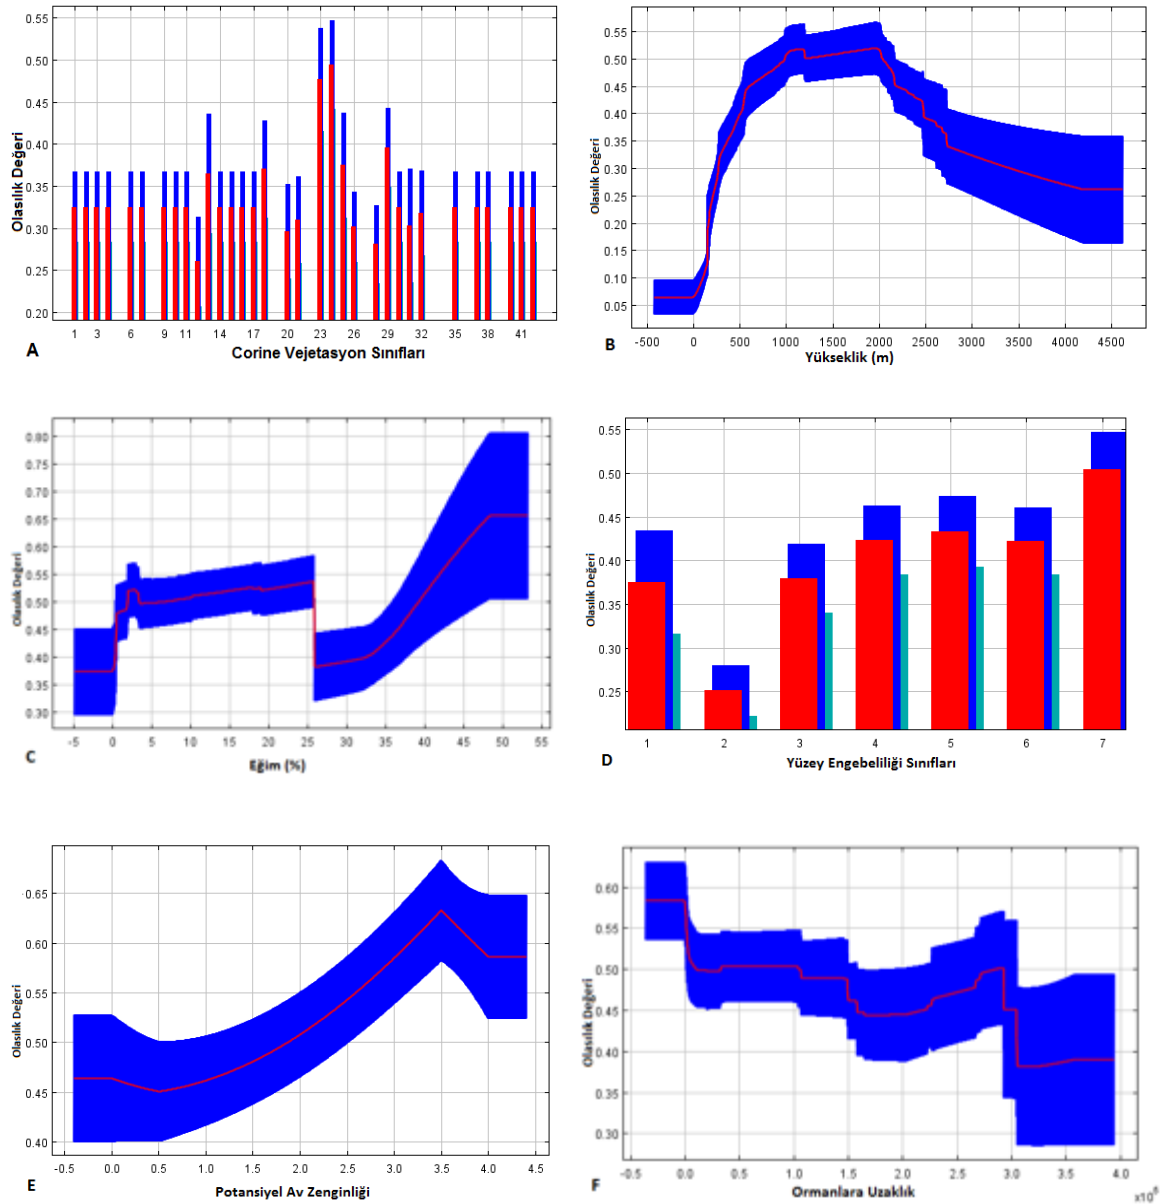 0.55
0.50
0.45
0.40
0.35
0.30
0.25
0.20
Olasılık Değeri
1 3 6 9 11 14 17 20 23 26 29 32 35 38 41
A
Corine Vejetasyon Sınıfları
0.55
0.50
0.45
0.40
0.35
0.30
0.25
0.20
0.15
0.10
0.05
Olasılık Değeri
-500 0 500 1000 1500 2000 2500 3000 3500 4000 4500
B
Yükseklik (m)
0.80
0.75
0.70
0.65
0.60
0.55
0.50
0.45
0.40
0.35
0.30
Olasılık Değeri
-5 0 5 10 15 20 25 30 35 40 45 50 55
C
Eğim (%)
0.55
0.50
0.45
0.40
0.35
0.30
0.25
Olasılık Değeri
1 2 3 4 5 6 7
D
Yüzey Engebeliliği Sınıfları
0.65
0.60
0.55
0.50
0.45
0.40
Olasılık Değeri
-0.5 0.0 0.5 1.0 1.5 2.0 2.5 3.0 3.5 4.0 4.5
E
Potansiyel Av Zenginliği
0.60
0.55
0.50
0.45
0.40
0.35
0.30
Olasılık Değeri
-0.5 0.0 0.5 1.0 1.5 2.0 2.5 3.0 3.5 4.0
F
Ormanlara Uzaklık